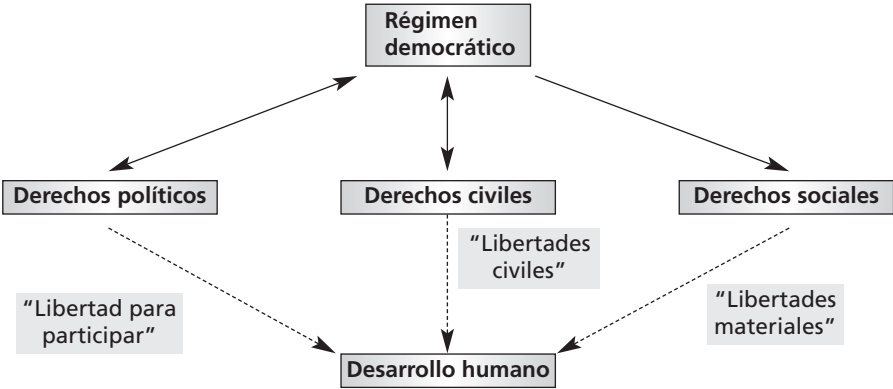 Régimen
democrático
Derechos políticos
Derechos civiles
Derechos sociales
"Libertades
civiles"
"Libertad para
participar"
"Libertades
materiales"
Desarrollo humano